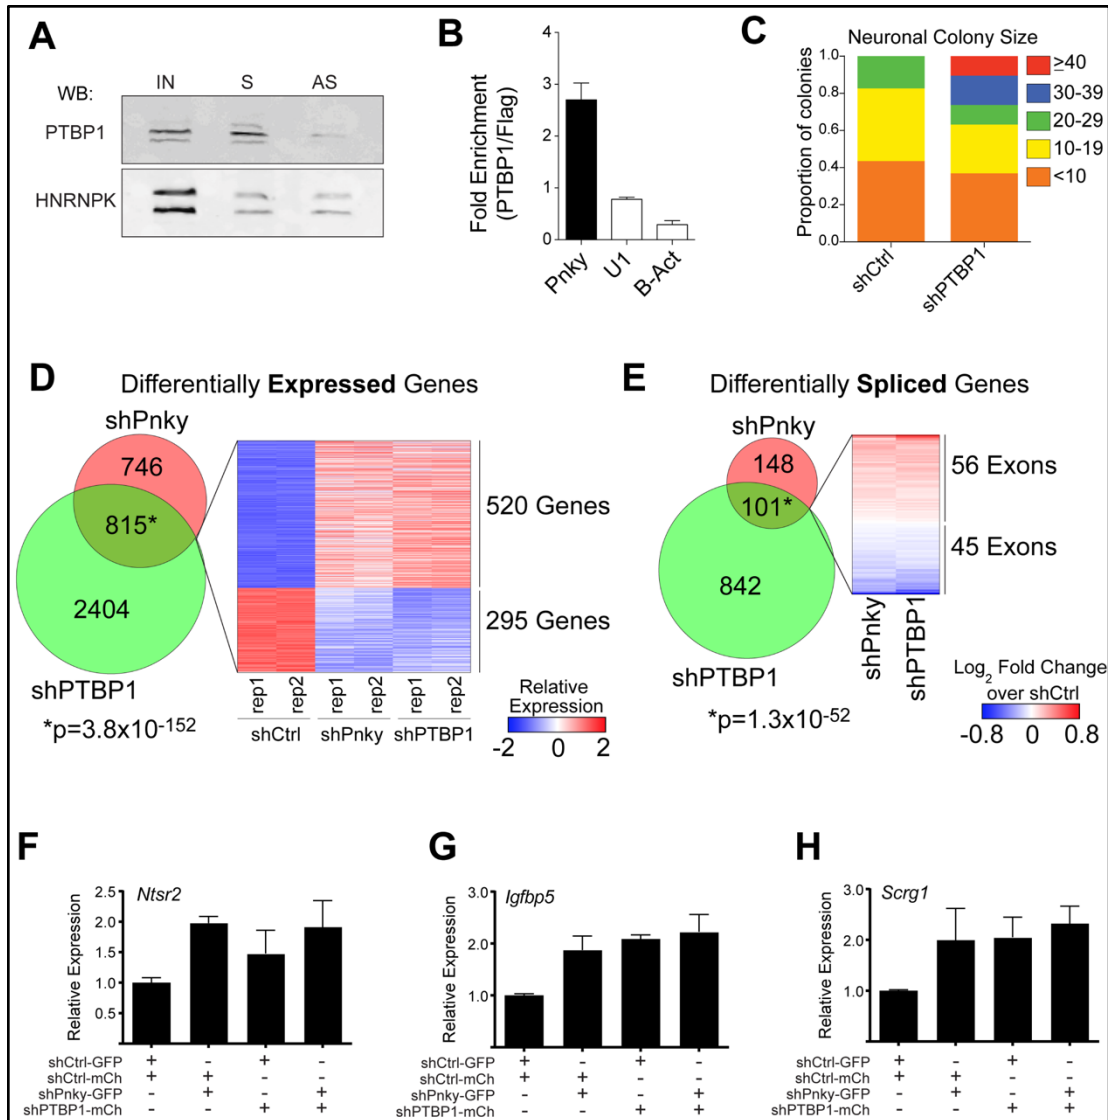 A
IN S AS
WB:
PTBP1
HNRNPK
B
Fold Enrichment
(PTBP1/Flag)
4
3
2
1
0
Pnky
U1
B-Act
C
Neuronal Colony Size
Proportion of colonies
1.0
0.8
0.6
0.4
0.2
0.0
shCtrl
shPTBP1
≥40
30-39
20-29
10-19
<10
D
Differentially Expressed Genes
shPnky
746
815*
2404
shPTBP1
*p=3.8x10-152
520 Genes
295 Genes
rep1 rep2 rep1 rep2 rep1 rep2
shCtrl shPnky shPTBP1
Relative
Expression
-2 0 2
E
Differentially Spliced Genes
shPnky
148
101*
842
shPTBP1
*p=1.3x10-52
56 Exons
45 Exons
shPnky
shPTBP1
Log2 Fold Change
over shCtrl
-0.8 0 0.8
F
Ntsr2
Relative Expression
2.5
2.0
1.5
1.0
0.5
shCtrl-GFP + - + -
shCtrl-mCh + + - -
shPnky-GFP - + - +
shPTBP1-mCh - - + +
G
Igfbp5
Relative Expression
3.0
2.0
1.0
shCtrl-GFP + - + -
shCtrl-mCh + + - -
shPnky-GFP - + - +
shPTBP1-mCh - - + +
H
Scrg1
Relative Expression
3.0
2.0
1.0
shCtrl-GFP + - + -
shCtrl-mCh + + - -
shPnky-GFP - + - +
shPTBP1-mCh - - + +